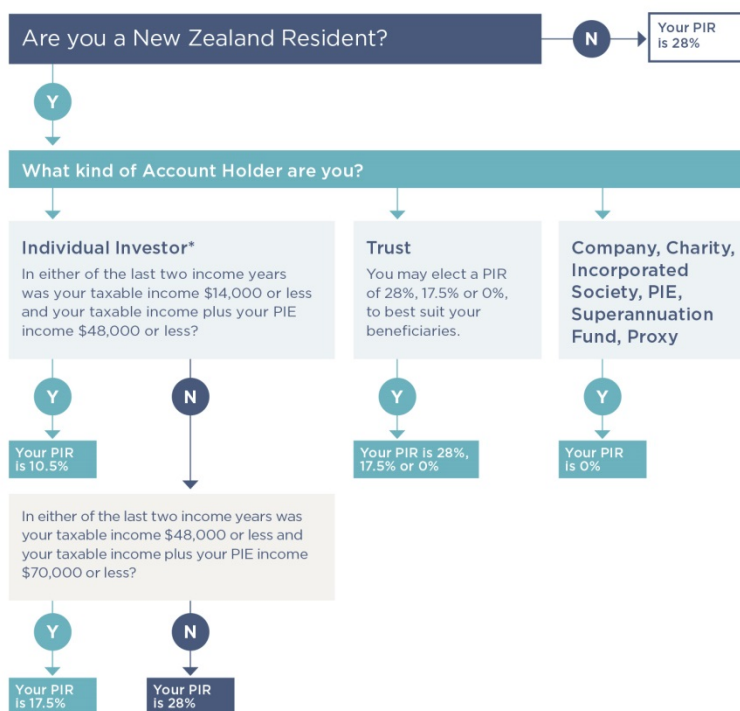 Are you a New Zealand Resident?
N
Your PIR
is 28%
Y
What kind of Account Holder are you?
Individual Investor*
In either of the last two income years
was your taxable income $14,000 or less
and your taxable income plus your PIE
income $48,000 or less?
Trust
You may elect a PIR
of 28%, 17.5% or 0%,
to best suit your
beneficiaries.
Company, Charity,
Incorporated
Society, PIE,
Superannuation
Fund, Proxy
Y
N
Y
Y
Your PIR
is 10.5%
Your PIR is 28%,
17.5% or 0%
Your PIR
is 0%
In either of the last two income years was
your taxable income $48,000 or less and
your taxable income plus your PIE income
$70,000 or less?
Y
N
Your PIR
is 17.5%
Your PIR
is 28%